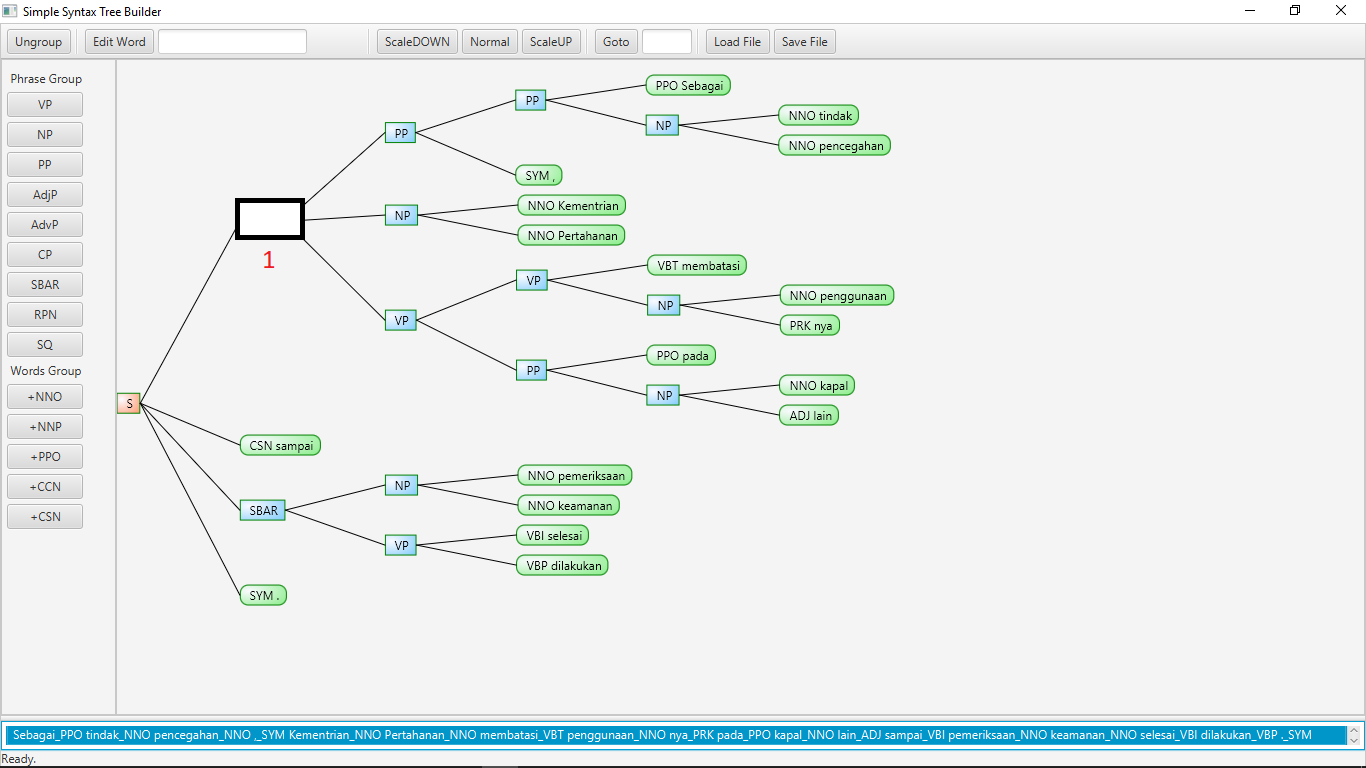 Simple Syntax Tree Builder
Ungroup Edit Word ScaleDOWN Normal ScaleUP Goto Load File Save File
Phrase Group
VP
NP
PP
AdjP
AdvP
CP
SBAR
RPN
SQ
Words Group
+NNO
+NNP
+PPO
+CCN
+CSN
PPO Sebagai
PP
NNO tindak
NP
PP
NNO pencegahan
SYM ,
NNO Kementrian
NP
NNO Pertahanan
1
VBT membatasi
VP
NNO penggunaan
NP
VP
PRK nya
PPO pada
PP
NNO kapal
NP
S
ADJ lain
CSN sampai
NNO pemeriksaan
NP
NNO keamanan
SBAR
VBI selesai
VP
VBP dilakukan
SYM .
Sebagai_PPO tindak_NNO pencegahan_NNO ,_SYM Kementrian_NNO Pertahanan_NNO membatasi_VBT penggunaan_NNO nya_PRK pada_PPO kapal_NNO lain_ADJ sampai_VBI pemeriksaan_NNO keamanan_NNO selesai_VBI dilakukan_VBP ._SYM
Ready.